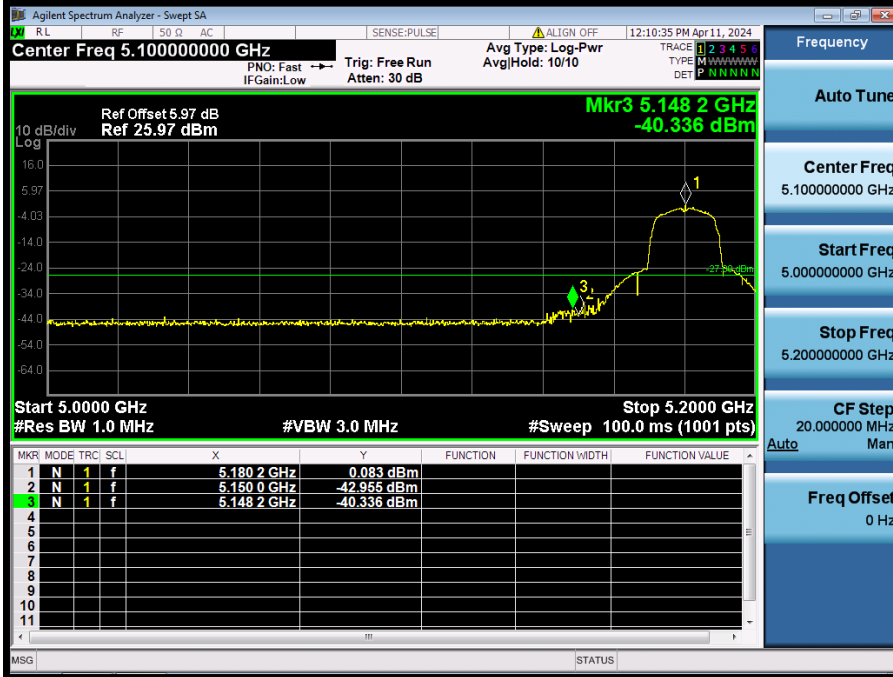 Agilent Spectrum Analyzer - Swept SA
LXI RL RF 50 Ω AC SENSE:PULSE ALIGN OFF 12:10:35 PM Apr 11, 2024
Center Freq 5.100000000 GHz
PNO: Fast
IFGain:Low
Trig: Free Run
Atten: 30 dB
Avg Type: Log-Pwr
Avg|Hold: 10/10
TRACE 1 2 3 4 5 6
TYPE M WWWWW
DET P N N N N N
Ref Offset 5.97 dB
10 dB/div Ref 25.97 dBm
Log
Mkr3 5.148 2 GHz
-40.336 dBm
16.0
5.97
-4.03
-14.0
-24.0
-34.0
-44.0
-54.0
-64.0
1
3
2
-27.00 dBm
Start 5.0000 GHz Stop 5.2000 GHz
#Res BW 1.0 MHz #VBW 3.0 MHz #Sweep 100.0 ms (1001 pts)
MKR MODE TRC SCL X Y FUNCTION FUNCTION WIDTH FUNCTION VALUE
1 N 1 f 5.180 2 GHz 0.083 dBm
2 N 1 f 5.150 0 GHz -42.955 dBm
3 N 1 f 5.148 2 GHz -40.336 dBm
4
5
6
7
8
9
10
11
MSG STATUS
Frequency
Auto Tune
Center Freq
5.100000000 GHz
Start Freq
5.000000000 GHz
Stop Freq
5.200000000 GHz
CF Step
20.000000 MHz
Auto Man
Freq Offset
0 Hz